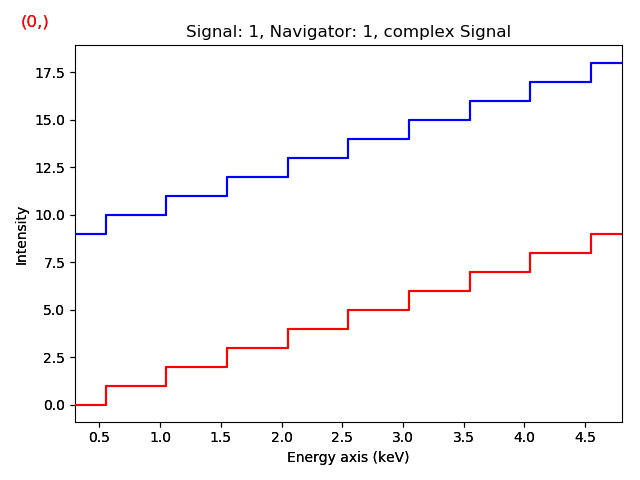 (0,)
Signal: 1, Navigator: 1, complex Signal
17.5
15.0
12.5
10.0
7.5
5.0
2.5
0.0
Intensity
0.5 1.0 1.5 2.0 2.5 3.0 3.5 4.0 4.5
Energy axis (keV)